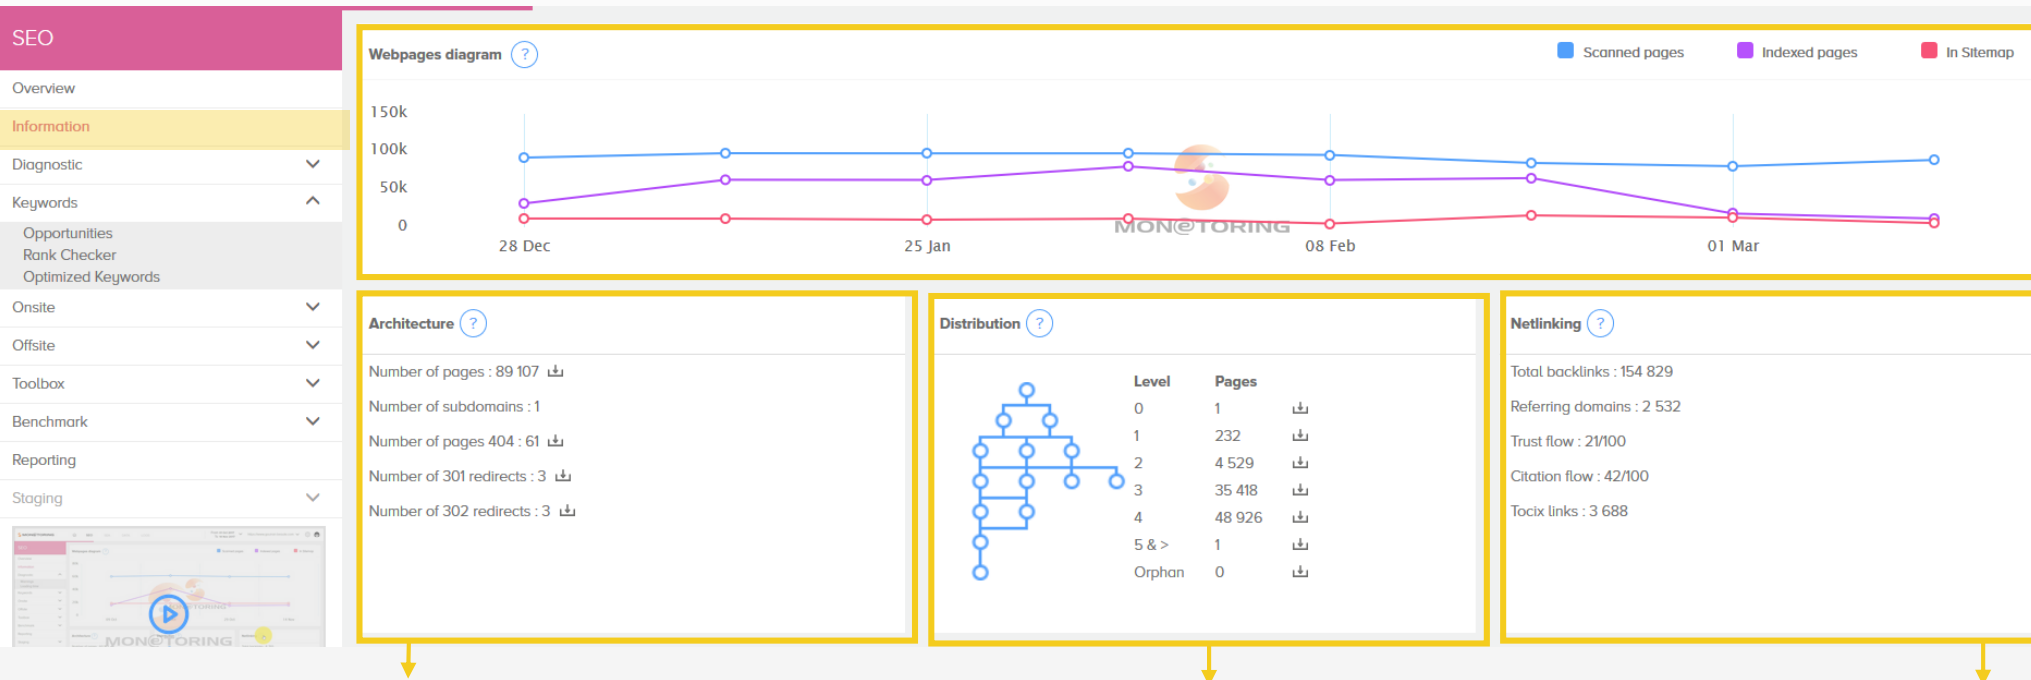 SEO
Overview
Information
Diagnostic
Keywords
Opportunities
Rank Checker
Optimized Keywords
Onsite
Offsite
Toolbox
Benchmark
Reporting
Staging
Webpages diagram ?
Scanned pages Indexed pages In Sitemap
150k
100k
50k
0
28 Dec 25 Jan 08 Feb 01 Mar
MON@TORING
Architecture ?
Number of pages : 89 107
Number of subdomains : 1
Number of pages 404 : 61
Number of 301 redirects : 3
Number of 302 redirects : 3
Distribution ?
Level Pages
0 1
1 232
2 4 529
3 35 418
4 48 926
5 & > 1
Orphan 0
Netlinking ?
Total backlinks : 154 829
Referring domains : 2 532
Trust flow : 21/100
Citation flow : 42/100
Tocix links : 3 688
MON@TORING